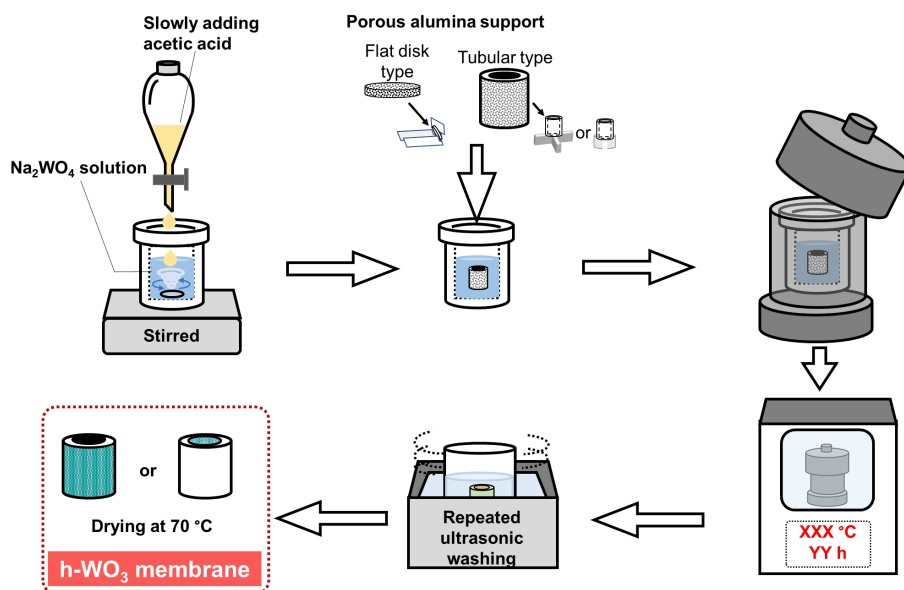 Slowly adding
acetic acid
Na₂WO₄ solution
Stirred
Porous alumina support
Flat disk
type
Tubular type
or
XXX °C
YY h
Repeated
ultrasonic
washing
or
Drying at 70 °C
h-WO₃ membrane